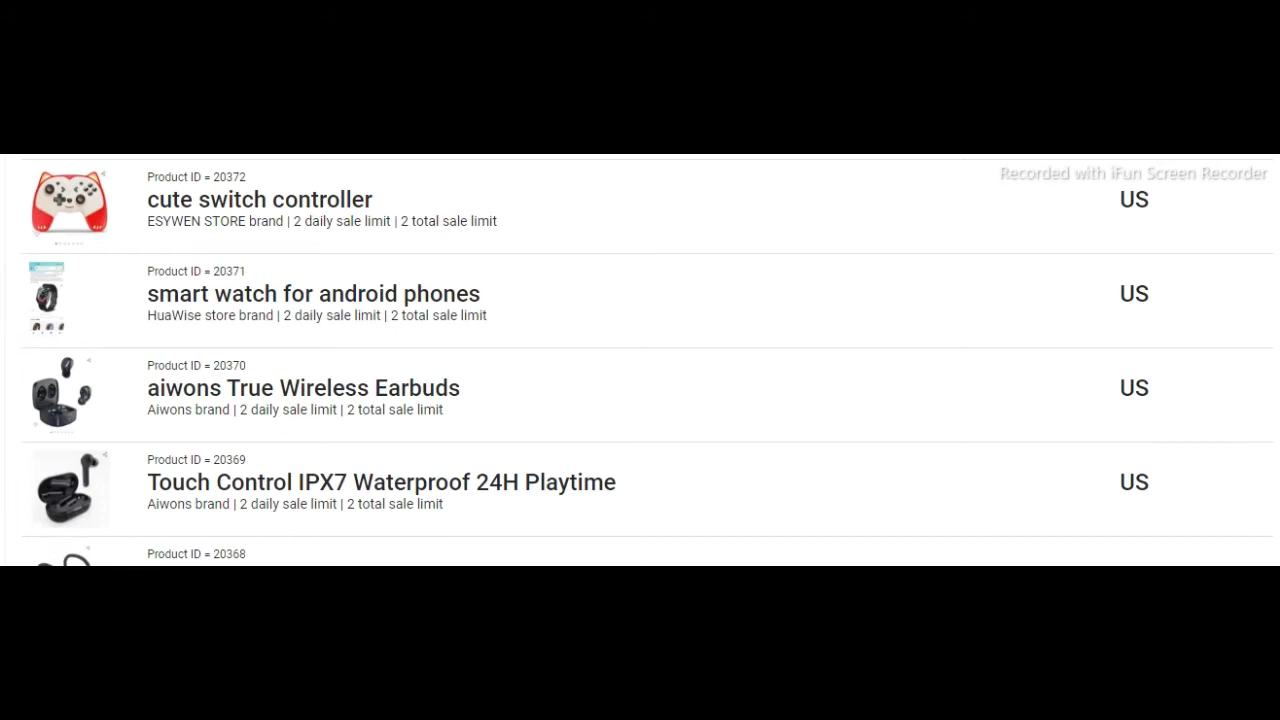 Recorded with iFun Screen Recorder
Product ID = 20372
cute switch controller
US
ESYWEN STORE brand | 2 daily sale limit | 2 total sale limit
Product ID = 20371
smart watch for android phones
US
HuaWise store brand | 2 daily sale limit | 2 total sale limit
Product ID = 20370
aiwons True Wireless Earbuds
US
Aiwons brand | 2 daily sale limit | 2 total sale limit
Product ID = 20369
Touch Control IPX7 Waterproof 24H Playtime
US
Aiwons brand | 2 daily sale limit | 2 total sale limit
Product ID = 20368